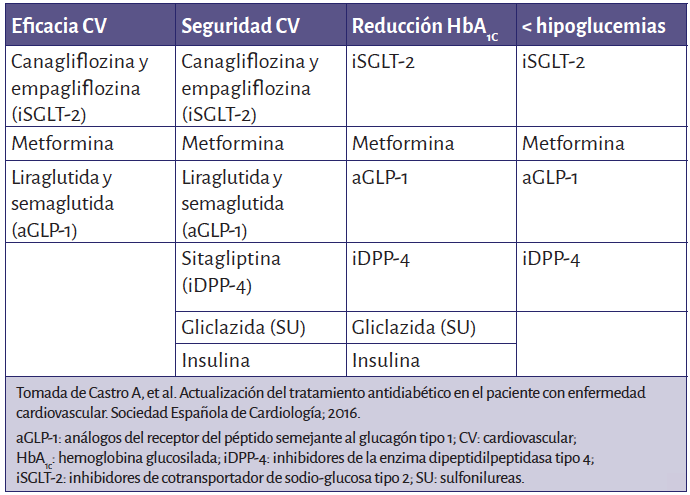 Eficacia CV Seguridad CV Reducción HbA1C < hipoglucemias
Canagliflozina y Canagliflozina y iSGLT-2 iSGLT-2
empagliflozina empagliflozina
(iSGLT-2) (iSGLT-2)
Metformina Metformina Metformina Metformina
Liraglutida y Liraglutida y aGLP-1 aGLP-1
semaglutida semaglutida
(aGLP-1) (aGLP-1)
Sitagliptina iDPP-4 iDPP-4
(iDPP-4)
Gliclazida (SU) Gliclazida (SU)
Insulina Insulina
Tomada de Castro A, et al. Actualización del tratamiento antidiabético en el paciente con enfermedad
cardiovascular. Sociedad Española de Cardiología; 2016.
aGLP-1: análogos del receptor del péptido semejante al glucagón tipo 1; CV: cardiovascular;
HbA1C: hemoglobina glucosilada; iDPP-4: inhibidores de la enzima dipeptidilpeptidasa tipo 4;
iSGLT-2: inhibidores de cotransportador de sodio-glucosa tipo 2; SU: sulfonilureas.